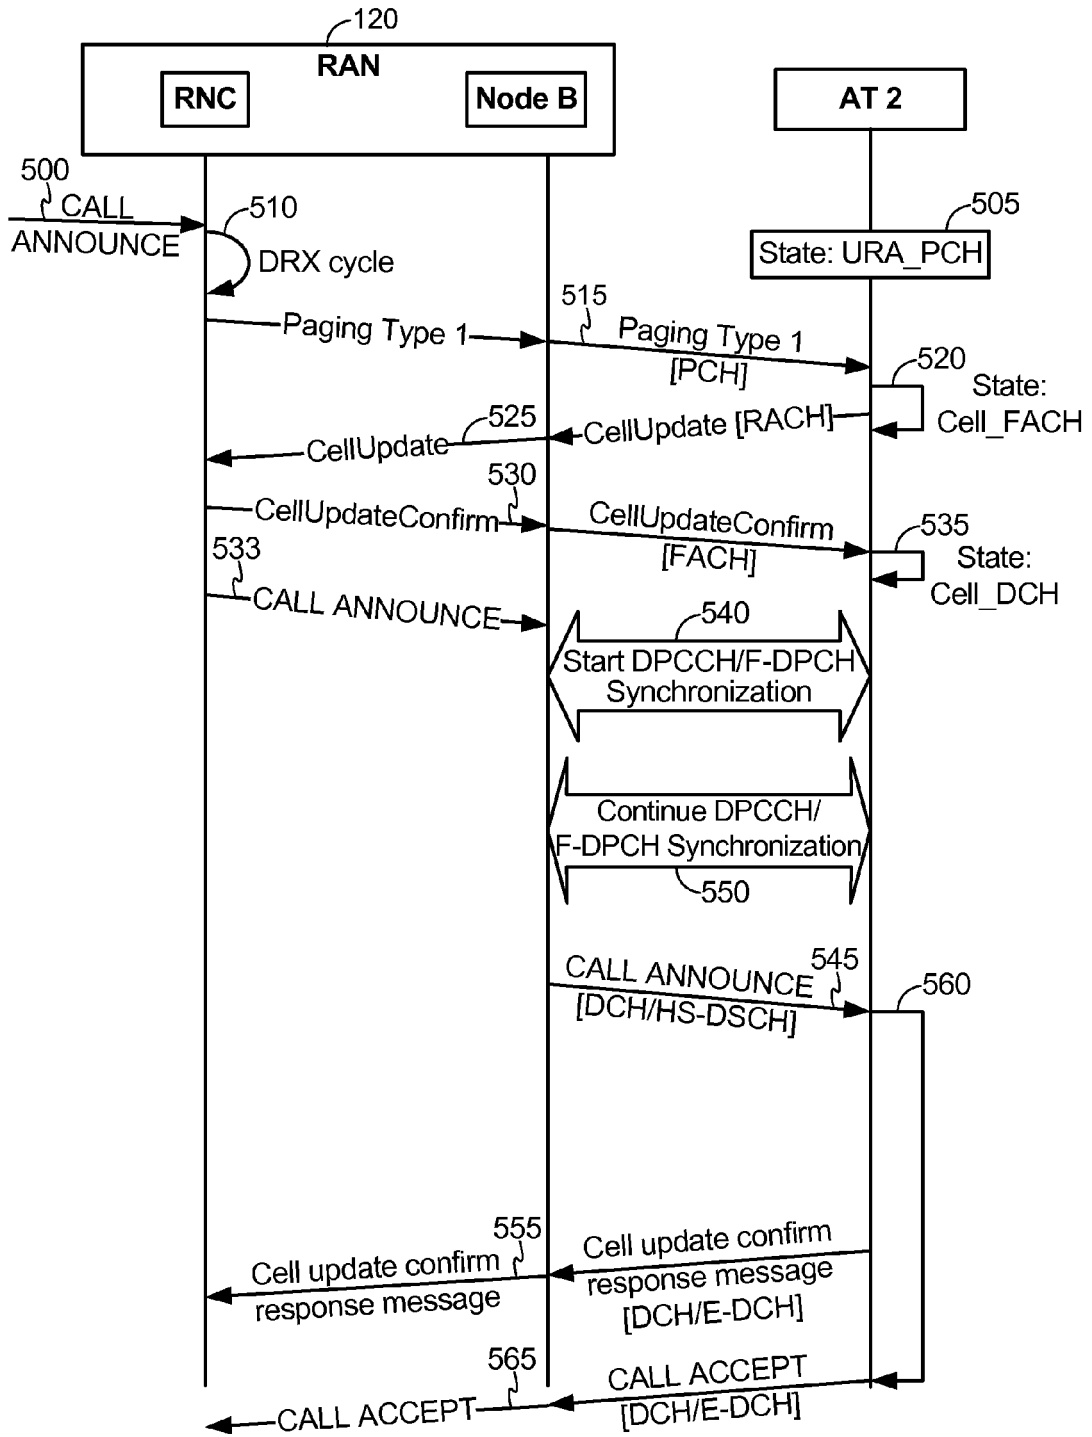 120
RAN
RNC
Node B
AT 2
500
CALL
ANNOUNCE
510
DRX cycle
505
State: URA_PCH
Paging Type 1
515
Paging Type 1
[PCH]
520
State:
Cell_FACH
CellUpdate [RACH]
525
CellUpdate
530
CellUpdateConfirm
CellUpdateConfirm
[FACH]
535
State:
Cell_DCH
533
CALL ANNOUNCE
540
Start DPCCH/F-DPCH
Synchronization
Continue DPCCH/
F-DPCH Synchronization
550
CALL ANNOUNCE
[DCH/HS-DSCH]
545
560
555
Cell update confirm
response message
Cell update confirm
response message
[DCH/E-DCH]
565
CALL ACCEPT
[DCH/E-DCH]
CALL ACCEPT